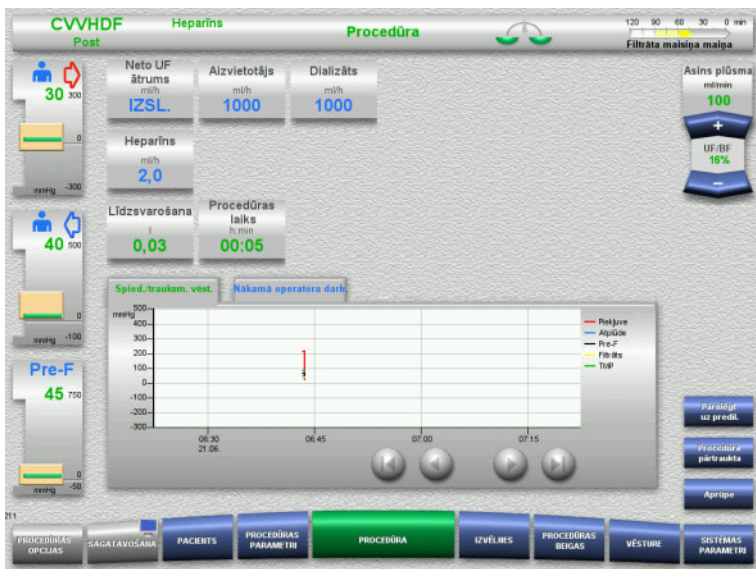 CVVHDF
Post
Heparīns
Procedūra
120 90 60 30 0 min
Filtrāta maisiņa maiņa
30 300
0
mmHg -300
Neto UF
ātrums
ml/h
IZSL.
Aizvietotājs
ml/h
1000
Dializāts
ml/h
1000
Asins plūsma
ml/min
100
+
UF/BF
16%
−
Heparīns
ml/h
2,0
40 500
0
mmHg -100
Līdzsvarošana
l
0,03
Procedūras
laiks
h:min
00:05
Spied./trauksm. vēst.
Nākamā operatora darb.
mmHg
500
400
300
200
100
0
-100
-200
-300
06:30
21.06.
06:45
07:00
07:15
Piekļuve
Atplūde
Pre-F
Filtrāts
TMP
Pre-F
45 750
0
mmHg -50
Pārslēgt
uz predil.
Procedūra
pārtraukta
Aprūpe
211
PROCEDŪRAS
OPCIJAS
SAGATAVOŠANA
PACIENTS
PROCEDŪRAS
PARAMETRI
PROCEDŪRA
IZVĒLNES
PROCEDŪRAS
BEIGAS
VĒSTURE
SISTĒMAS
PARAMETRI